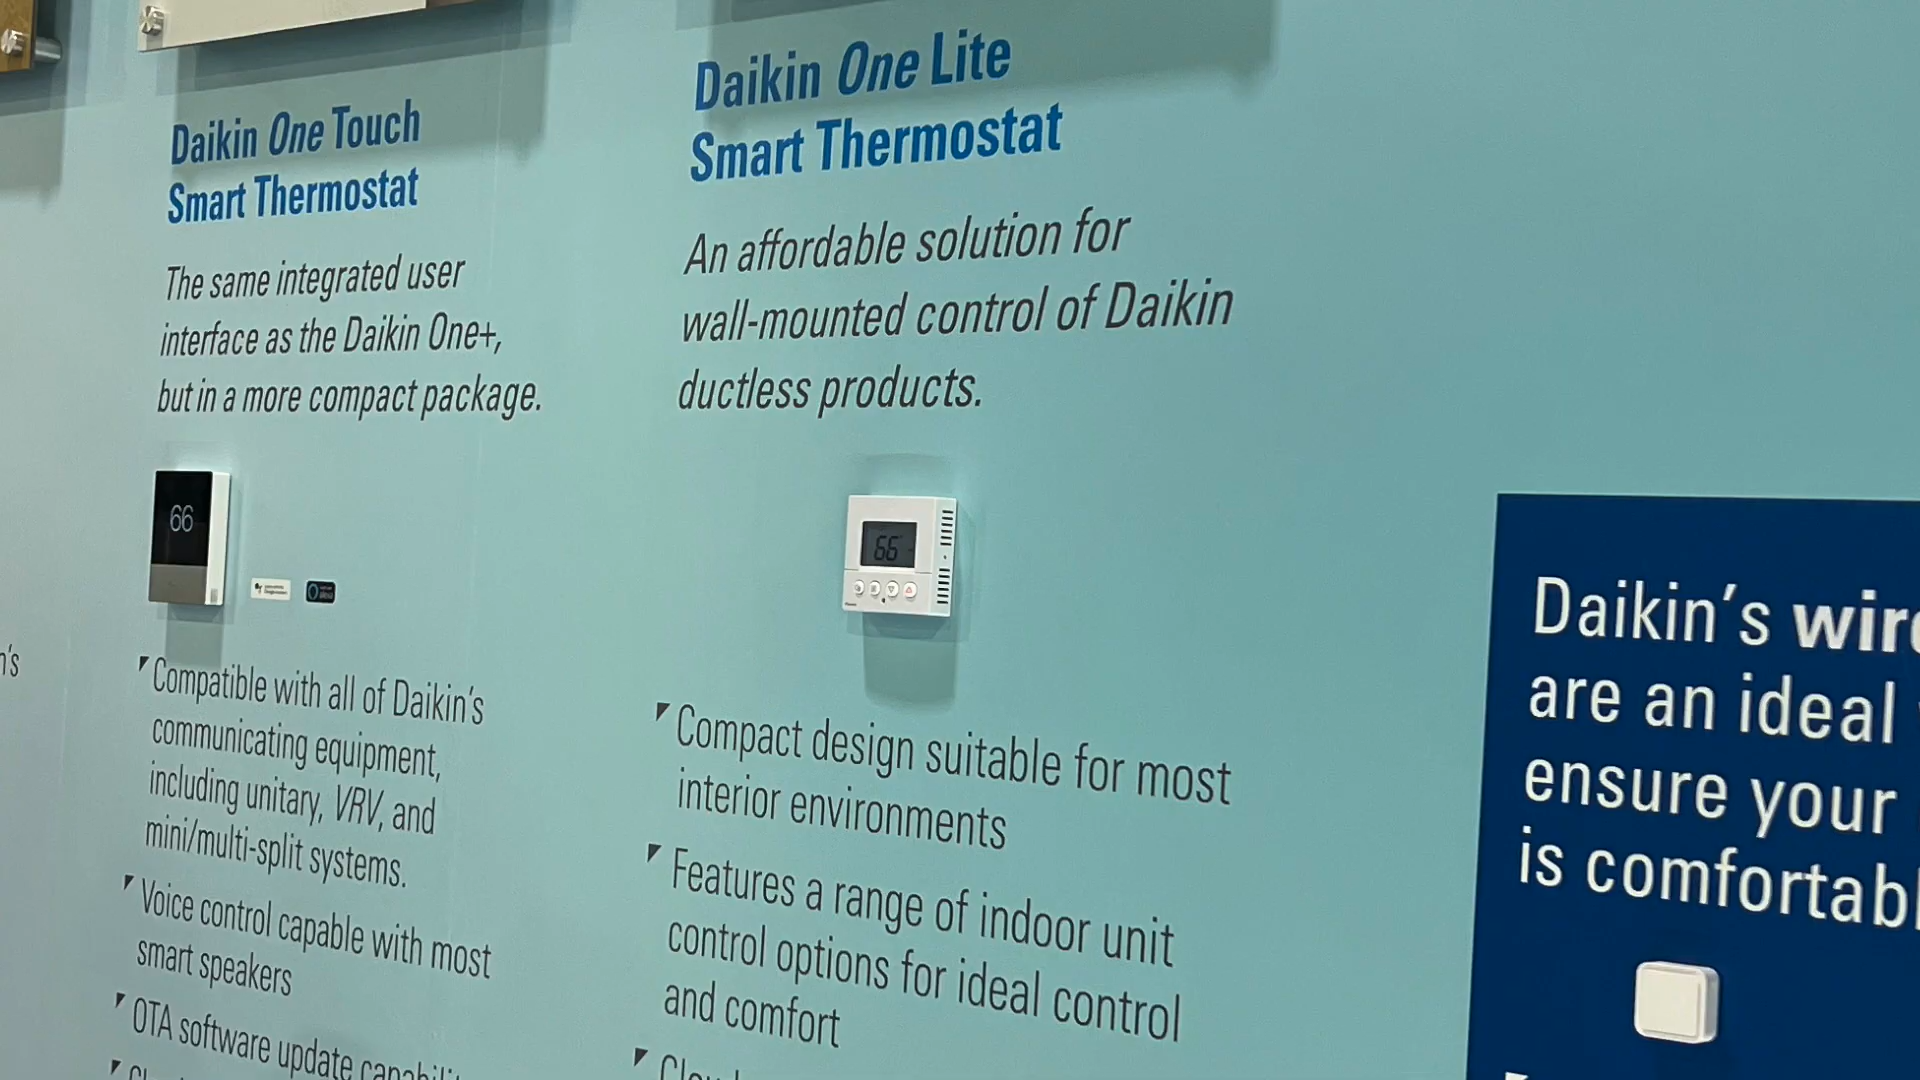 Daikin One Touch
Smart Thermostat
The same integrated user
interface as the Daikin One+,
but in a more compact package.
66
Compatible with all of Daikin's
communicating equipment,
including unitary, VRV, and
mini/multi-split systems.
Voice control capable with most
smart speakers
OTA software update
Daikin One Lite
Smart Thermostat
An affordable solution for
wall-mounted control of Daikin
ductless products.
66
Compact design suitable for most
interior environments
Features a range of indoor unit
control options for ideal control
and comfort
Daikin's
are an ideal
ensure your
is